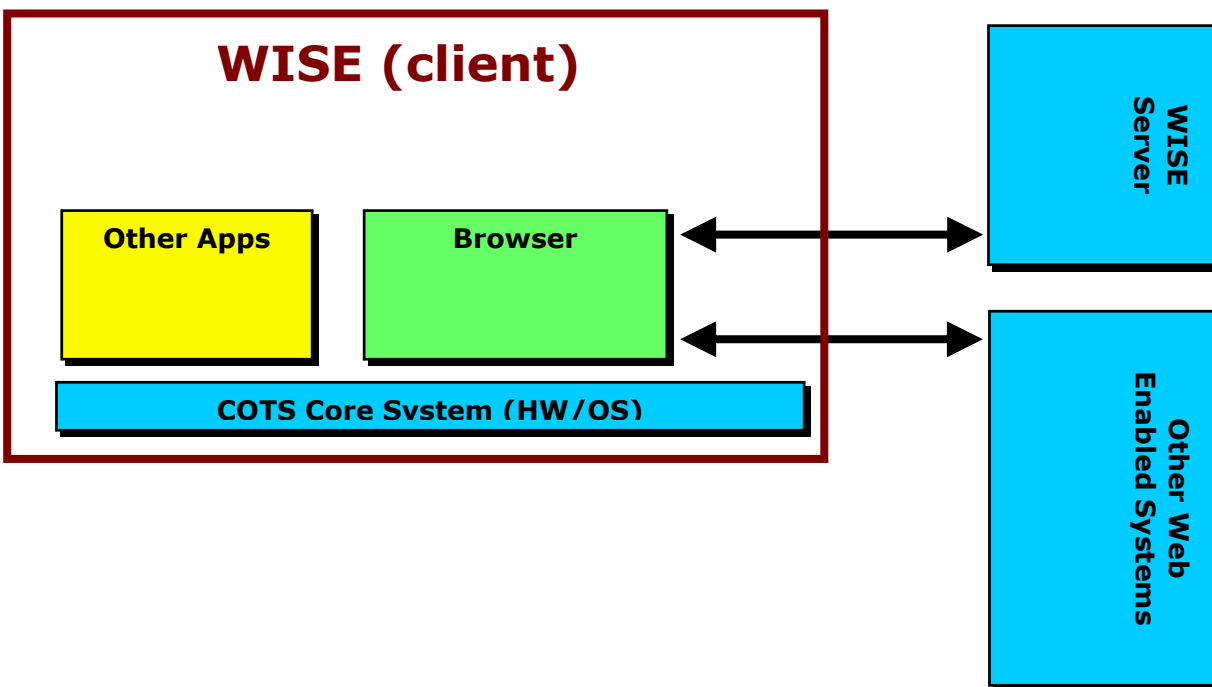 WISE (client)
Other Apps
Browser
COTS Core System (HW/OS)
WISE
Server
Other Web
Enabled Systems